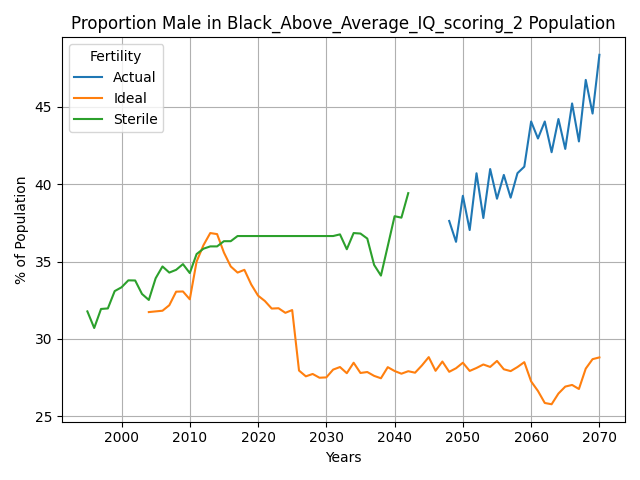 Proportion Male in Black_Above_Average_IQ_scoring_2 Population
Fertility
Actual
Ideal
Sterile
% of Population
45
40
35
30
25
2000 2010 2020 2030 2040 2050 2060 2070
Years